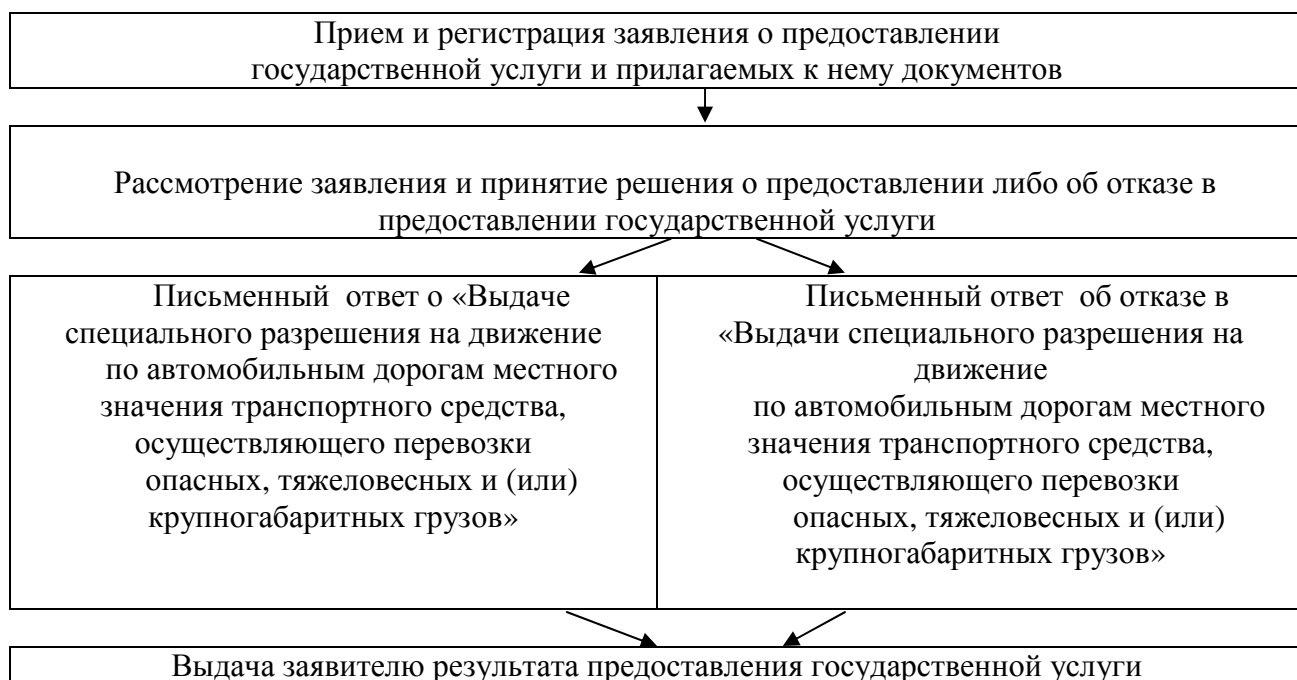 Прием и регистрация заявления о предоставлении
государственной услуги и прилагаемых к нему документов
Рассмотрение заявления и принятие решения о предоставлении либо об отказе в
предоставлении государственной услуги
Письменный ответ о «Выдаче
специального разрешения на движение
по автомобильным дорогам местного
значения транспортного средства,
осуществляющего перевозки
опасных, тяжеловесных и (или)
крупногабаритных грузов»
Письменный ответ об отказе в
«Выдачи специального разрешения на
движение
по автомобильным дорогам местного
значения транспортного средства,
осуществляющего перевозки
опасных, тяжеловесных и (или)
крупногабаритных грузов»
Выдача заявителю результата предоставления государственной услуги